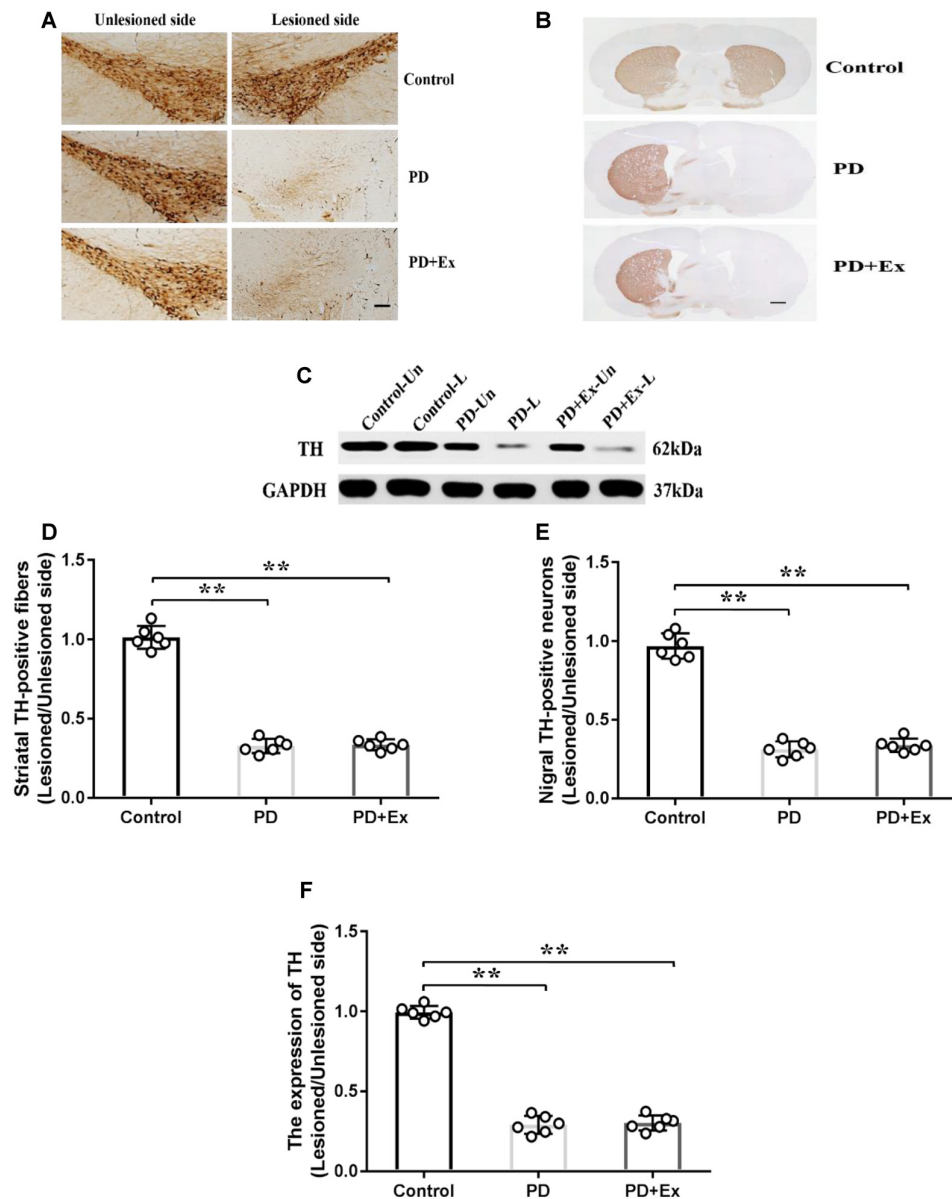 A
Unlesioned side
Lesioned side
Control
PD
PD+Ex
B
Control
PD
PD+Ex
C
Control-Un
Control-L
PD-Un
PD-L
PD+Ex-Un
PD+Ex-L
TH
62kDa
GAPDH
37kDa
D
Striatal TH-positive fibers
(Lesioned/Unlesioned side)
1.5
1.0
0.5
0.0
**
**
Control
PD
PD+Ex
E
Nigral TH-positive neurons
(Lesioned/Unlesioned side)
1.5
1.0
0.5
0.0
**
**
Control
PD
PD+Ex
F
The expression of TH
(Lesioned/Unlesioned side)
1.5
1.0
0.5
0.0
**
**
Control
PD
PD+Ex